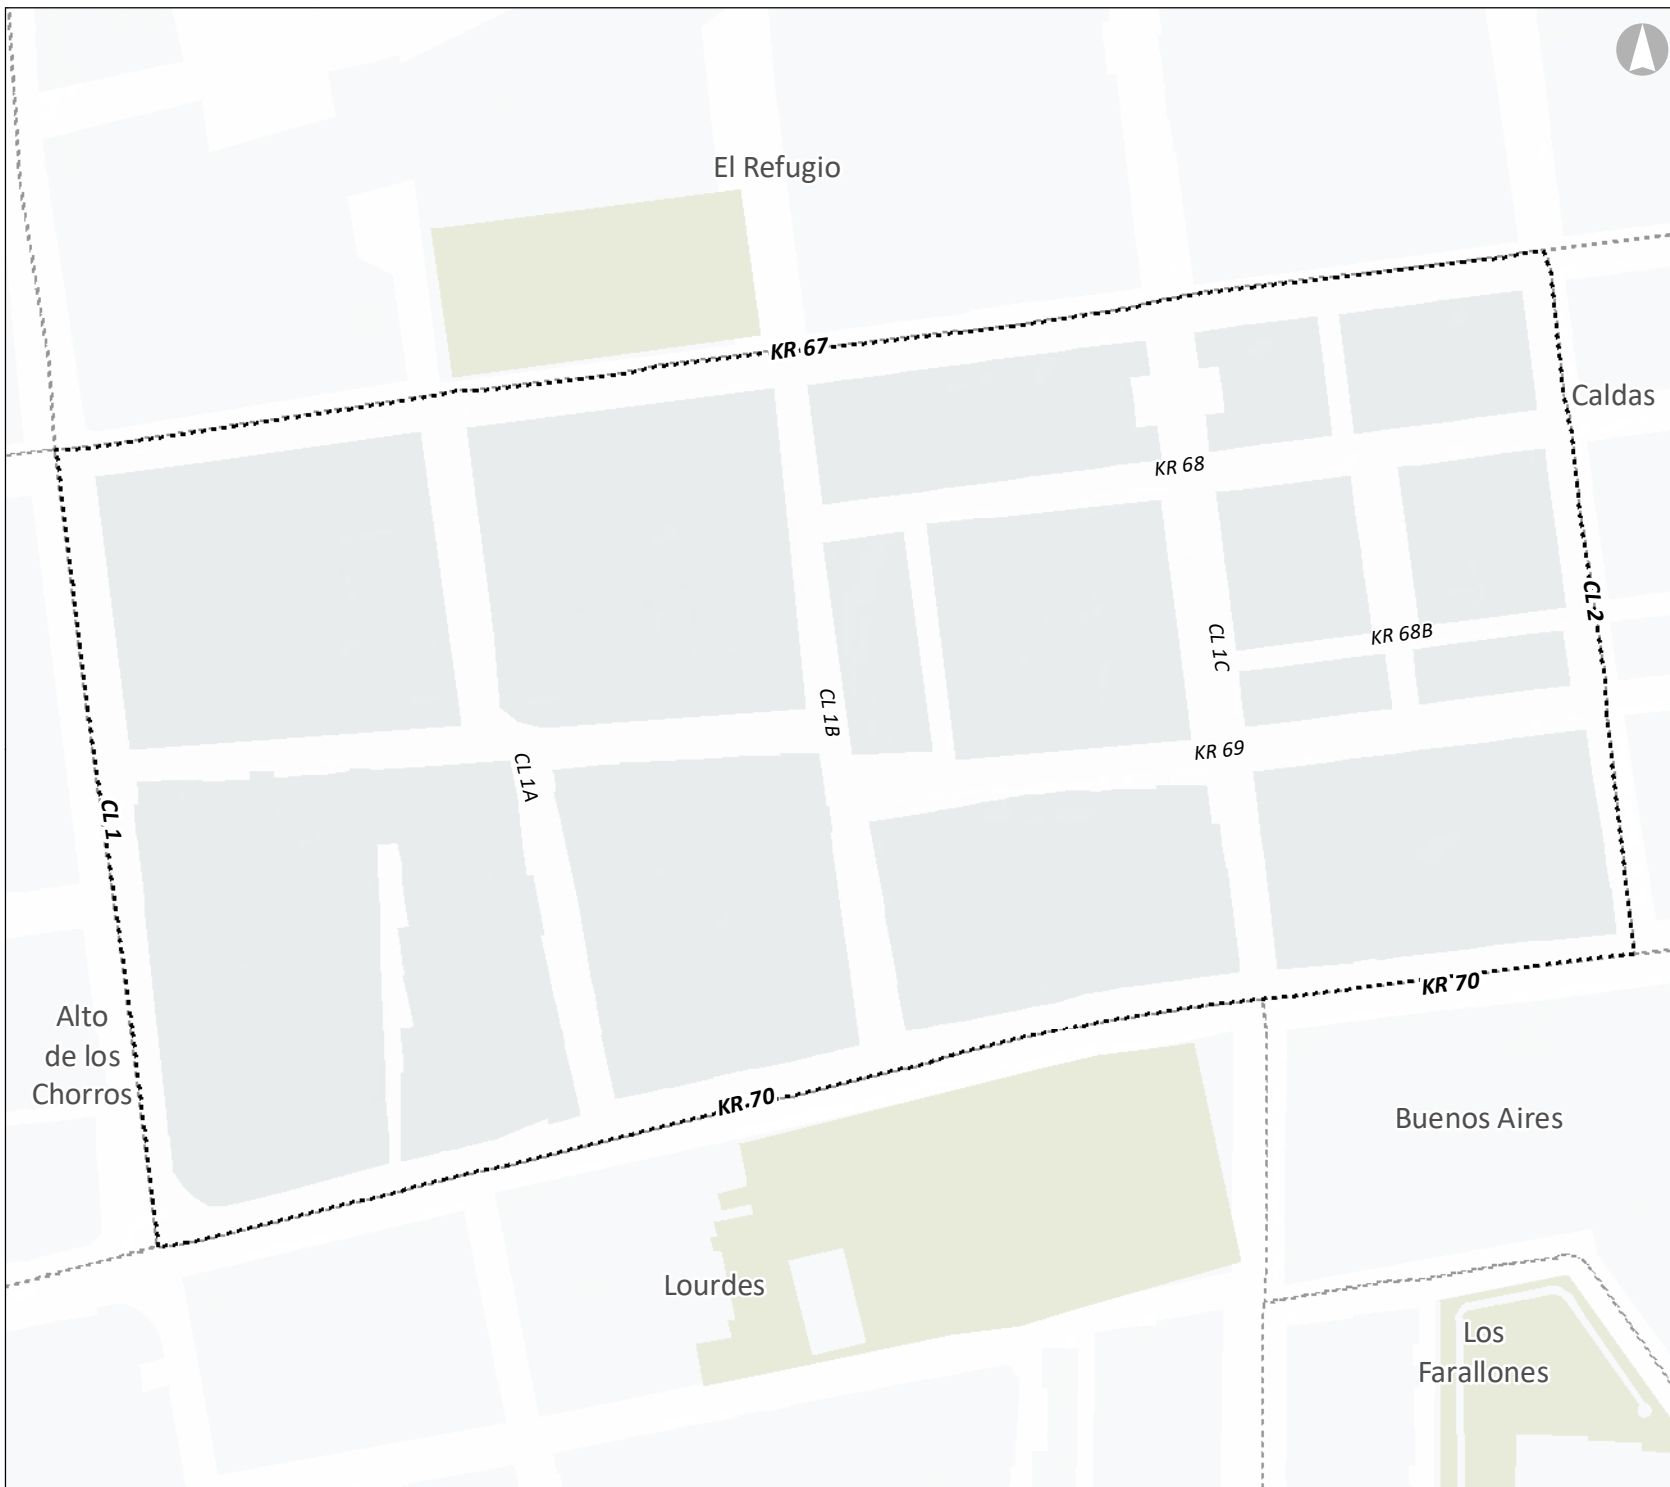 El Refugio
KR 67
Caldas
KR 68
CL 2
KR 68B
CL 1C
CL 1B
KR 69
CL 1A
CL 1
KR 70
Alto
de los
Chorros
KR 70
Buenos Aires
Lourdes
Los
Farallones